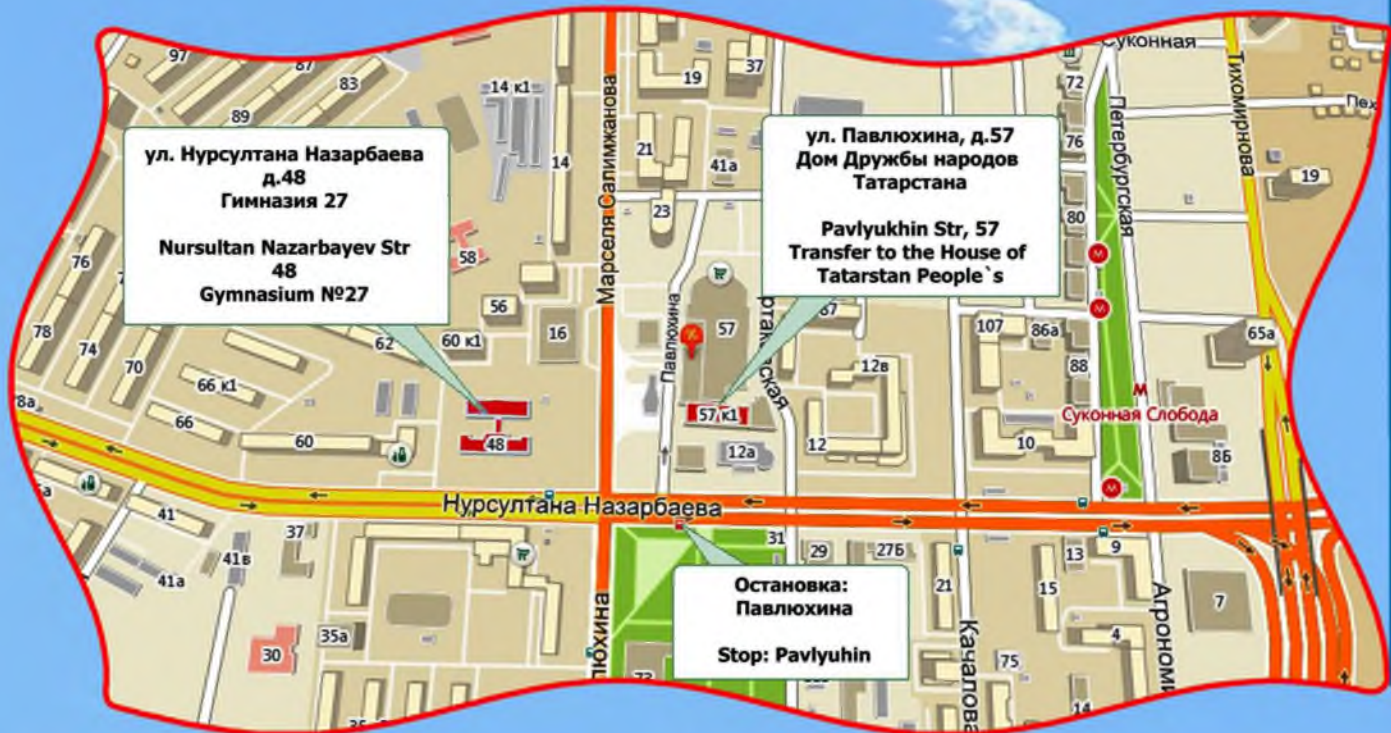 ул. Нурсултана Назарбаева
д.48
Гимназия 27
Nursultan Nazarbayev Str
48
Gymnasium №27
ул. Павлюхина, д.57
Дом Дружбы народов
Татарстана
Pavlyukhin Str, 57
Transfer to the House of
Tatarstan People`s
Остановка:
Павлюхина
Stop: Pavlyuhin
Суконная
Тихомирнова
Петербургская
Марселя Салимжанова
Павлюхина
Нурсултана Назарбаева
Суконная Слобода
Качалова
97
87
83
89
14 к1
14
19
37
21
41а
23
72
76
80
19
76
78
74
70
58
56
60 к1
62
16
66 к1
66
60
48
57
57 к1
12а
87
12в
12
107
86а
88
10
65а
8Б
78а
41
37
41в
41а
35а
30
31
29
27Б
21
15
13
9
4
7
75
14